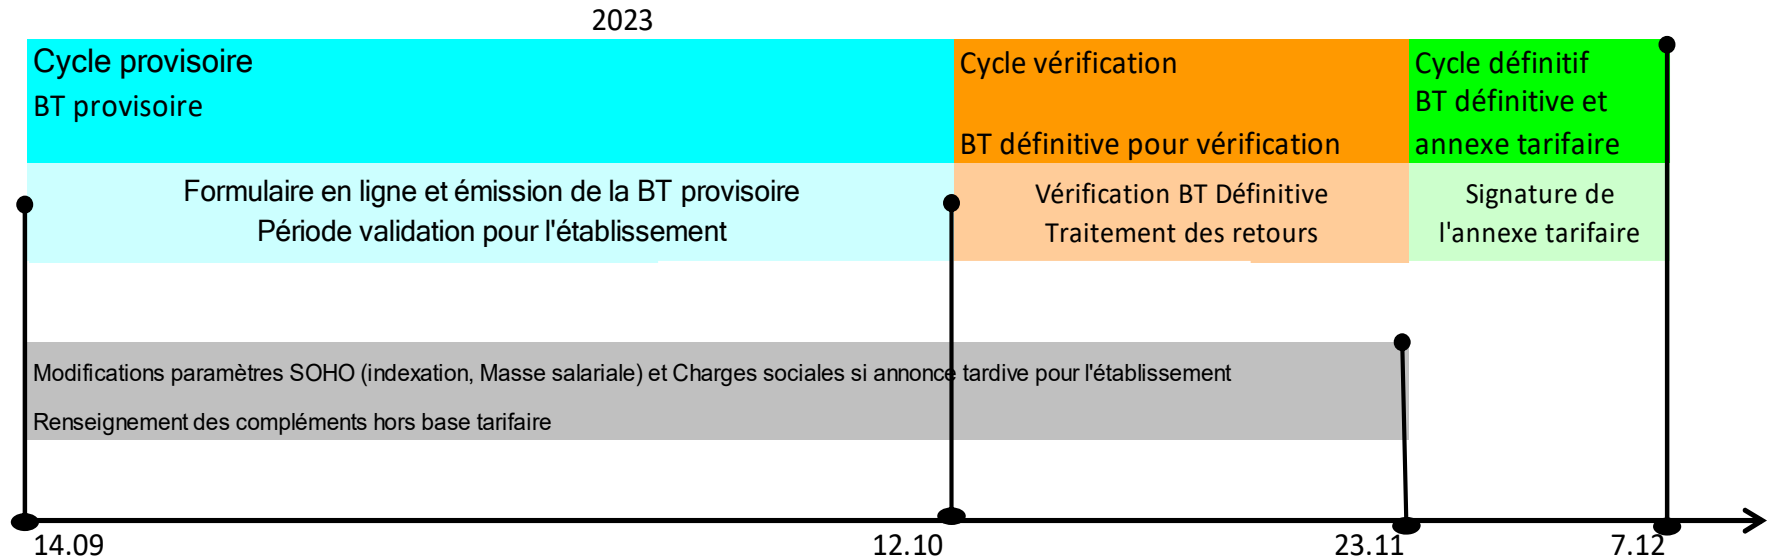 2023
Cycle provisoire
BT provisoire
Cycle vérification
BT définitive pour vérification
Cycle définitif
BT définitive et
annexe tarifaire
Formulaire en ligne et émission de la BT provisoire
Période validation pour l'établissement
Vérification BT Définitive
Traitement des retours
Signature de
l'annexe tarifaire
Modifications paramètres SOHO (indexation, Masse salariale) et Charges sociales si annonce tardive pour l'établissement
Renseignement des compléments hors base tarifaire
14.09
12.10
23.11
7.12